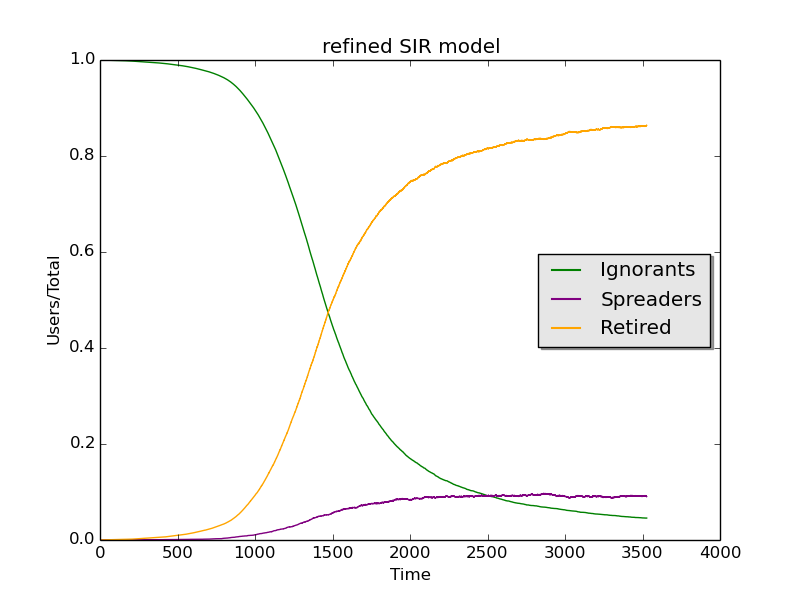 refined SIR model
1.0
0.8
0.6
0.4
0.2
0.0
Users/Total
Ignorants
Spreaders
Retired
0 500 1000 1500 2000 2500 3000 3500 4000
Time